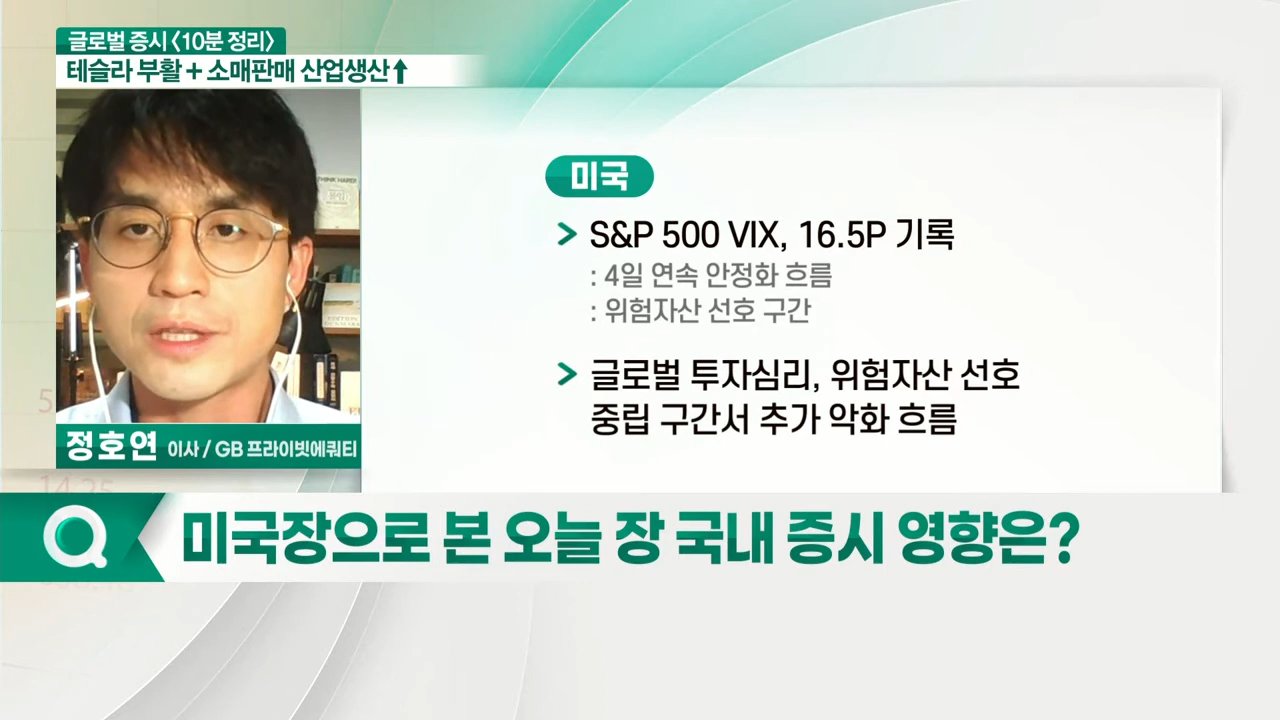 글로벌 증시 <10분 정리>
테슬라 부활 + 소매판매 산업생산↑
미국
S&P 500 VIX, 16.5P 기록
: 4일 연속 안정화 흐름
: 위험자산 선호 구간
글로벌 투자심리, 위험자산 선호
중립 구간서 추가 악화 흐름
THINK HARD!
정호연 이사 / GB 프라이빗에쿼티
14.25
Q 미국장으로 본 오늘 장 국내 증시 영향은?